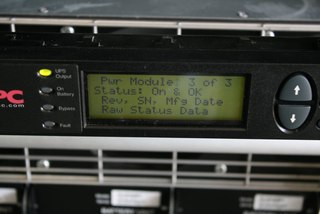 Pwr Module: 3 of 3
Status: On & OK
Rev, SN, Mfg Date
Raw Status Data
UPS
Output
On
Battery
Bypass
Fault
PC
c.com